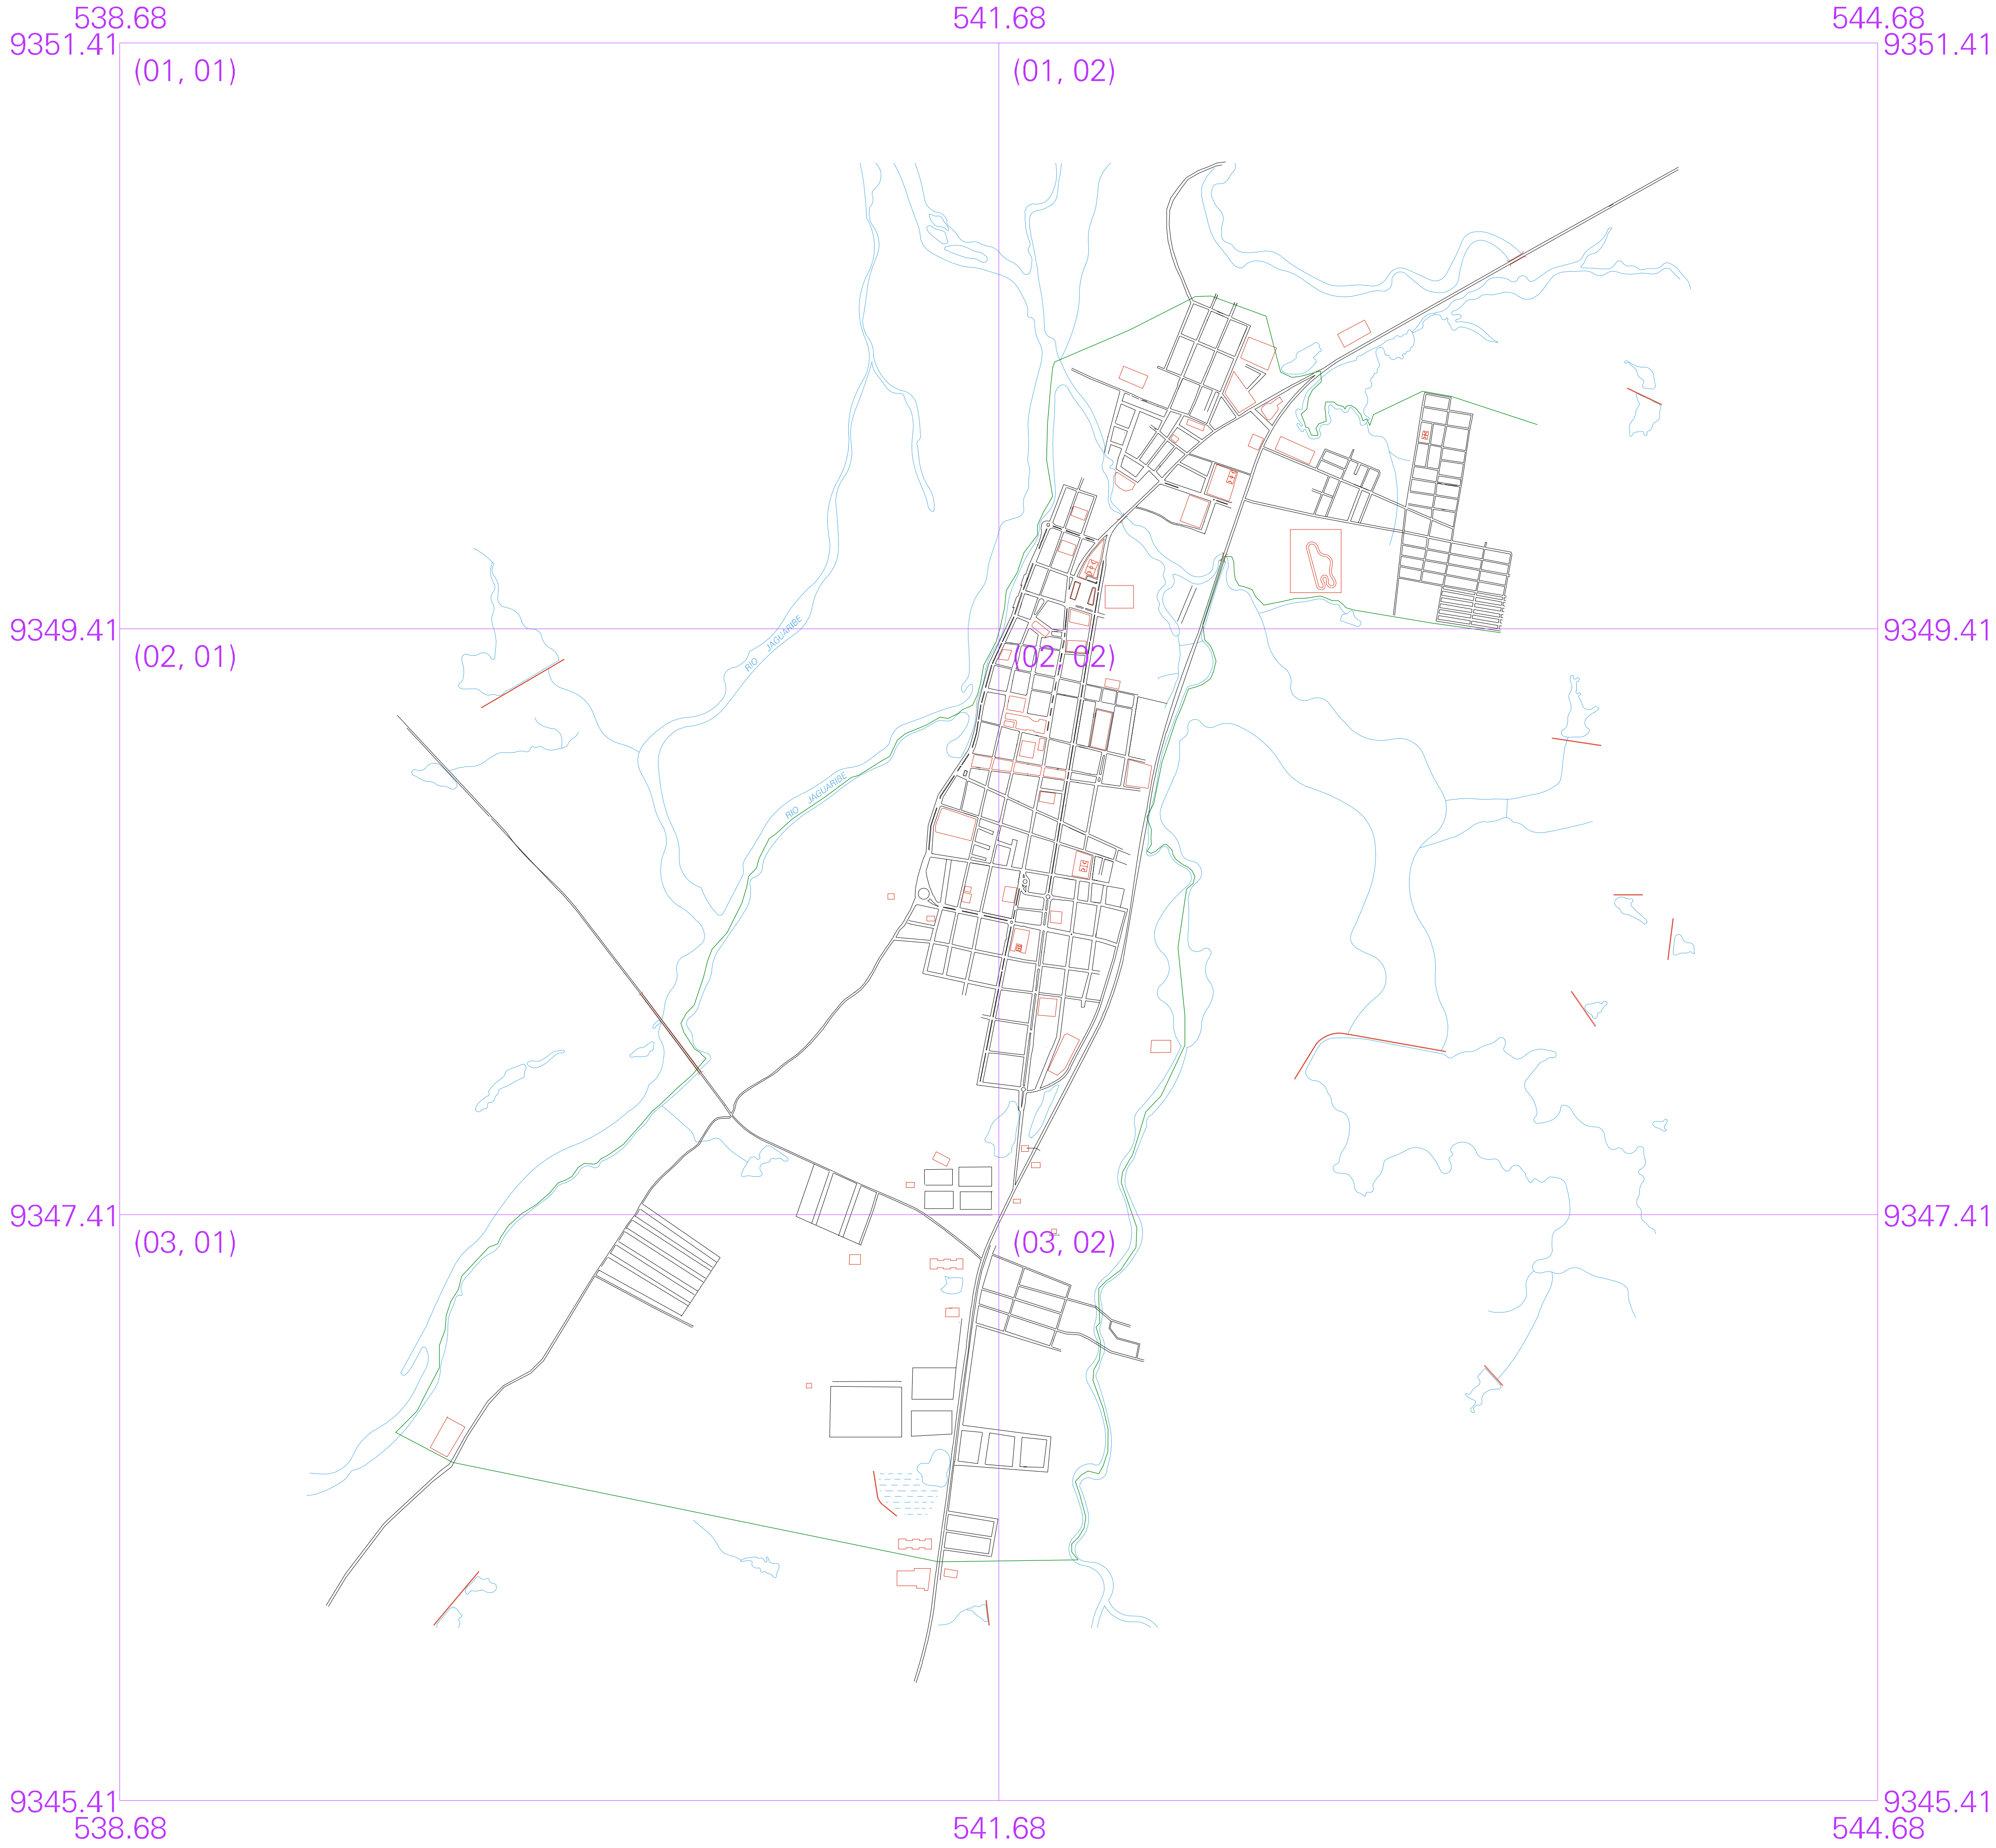 538.68 541.68 544.68
9351.41 9351.41
(01, 01) (01, 02)
RIO JAGUARIBE
9349.41 9349.41
(02, 01) (02, 02)
RIO JAGUARIBE
9347.41 9347.41
(03, 01) (03, 02)
9345.41 9345.41
538.68 541.68 544.68